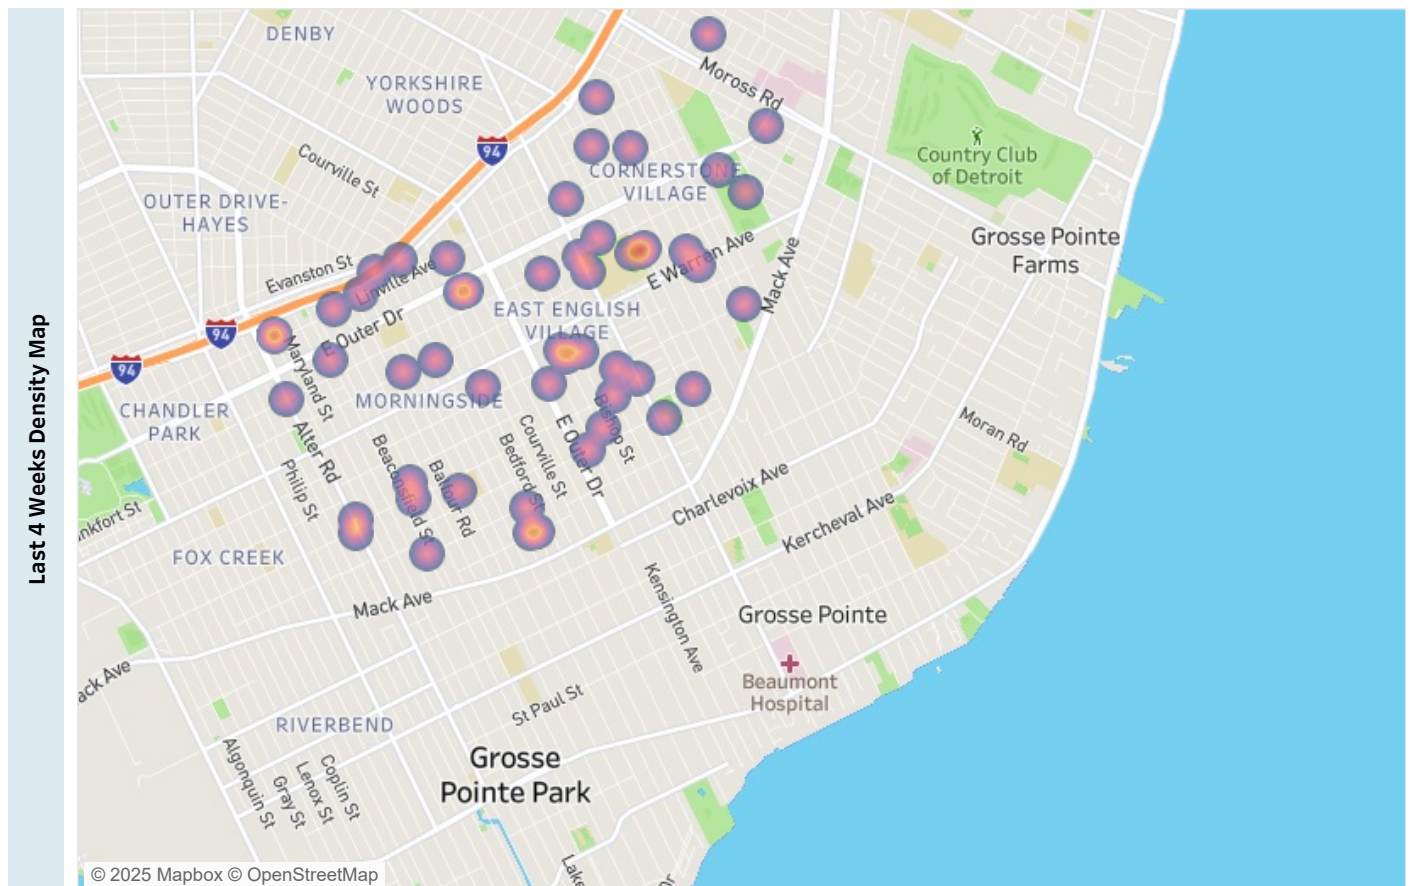 Last 4 Weeks Density Map
DENBY
YORKSHIRE
WOODS
Moross Rd
94
Courville St
CORNERSTONE
VILLAGE
Country Club
of Detroit
OUTER DRIVE-
HAYES
Grosse Pointe
Farms
E Warren Ave
Mack Ave
Evanston St
Linville Ave
EAST ENGLISH
VILLAGE
94
E Outer Dr
94
Maryland St
MORNINGSIDE
CHANDLER
PARK
Bishop St
E Outer Dr
Courville St
Moran Rd
Alter Rd
Beaconsfield St
Balfour Rd
Bedford St
Philip St
Charlevoix Ave
Kercheval Ave
nkfort St
FOX CREEK
Kensington Ave
Mack Ave
Grosse Pointe
ack Ave
Beaumont
Hospital
St Paul St
RIVERBEND
Grosse
Pointe Park
Algonquin St
Gray St
Lenox St
Coplin St
Lake
Dr
© 2025 Mapbox © OpenStreetMap